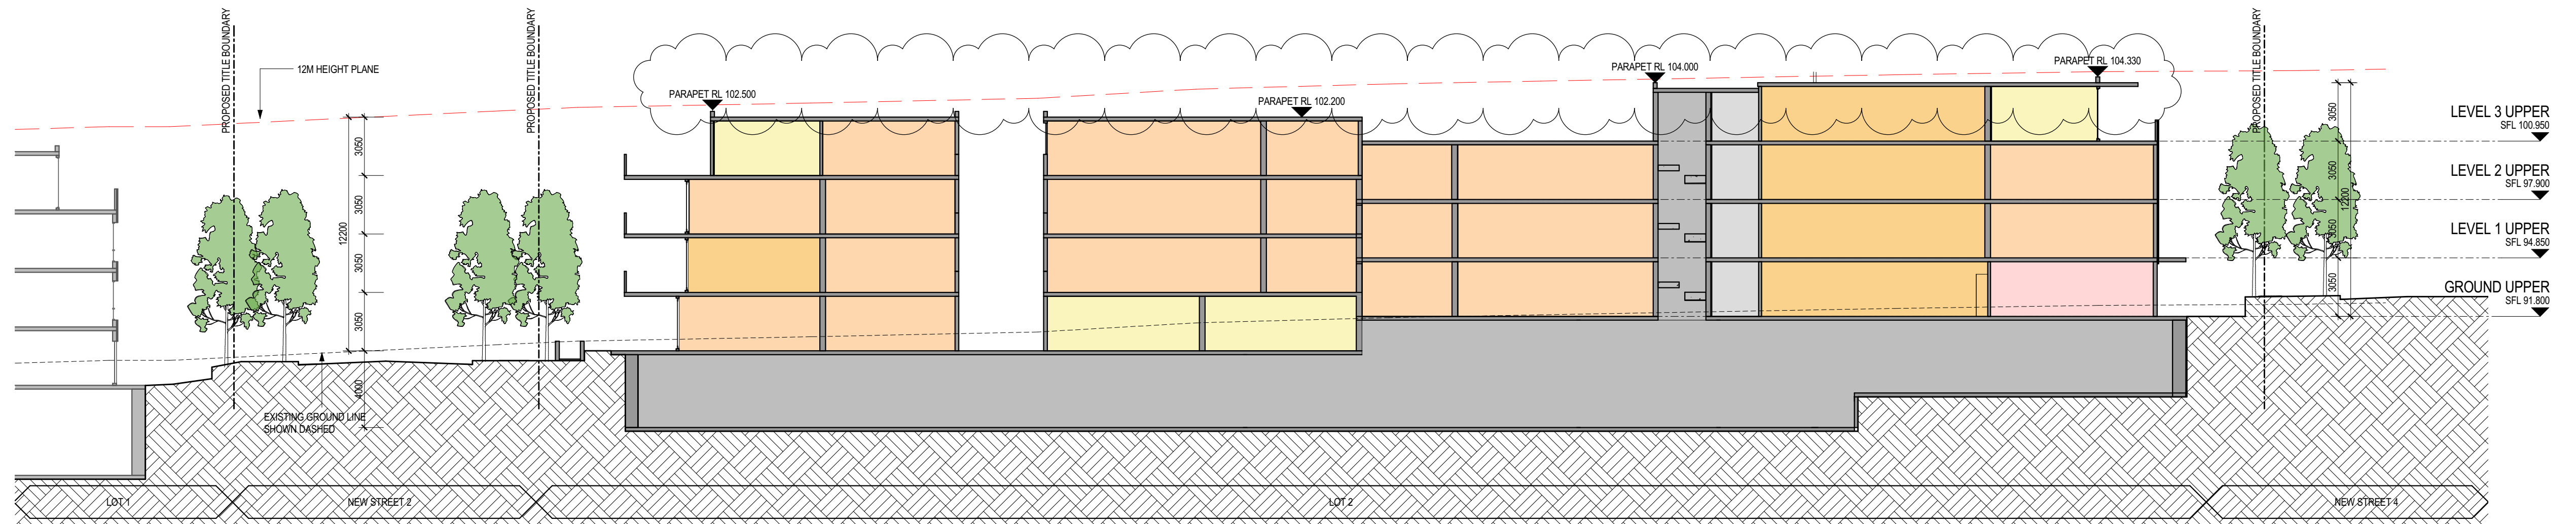 PROPOSED TITLE BOUNDARY
PROPOSED TITLE BOUNDARY
PROPOSED TITLE BOUNDARY
12M HEIGHT PLANE
PARAPET RL 102.500
PARAPET RL 102.200
PARAPET RL 104.000
PARAPET RL 104.330
LEVEL 3 UPPER
SFL 100.950
LEVEL 2 UPPER
SFL 97.900
LEVEL 1 UPPER
SFL 94.850
GROUND UPPER
SFL 91.800
3050
3050
3050
3050
12200
4000
3050
3050
3050
3050
12200
EXISTING GROUND LINE
SHOWN DASHED
LOT 1
NEW STREET 2
LOT 2
NEW STREET 4